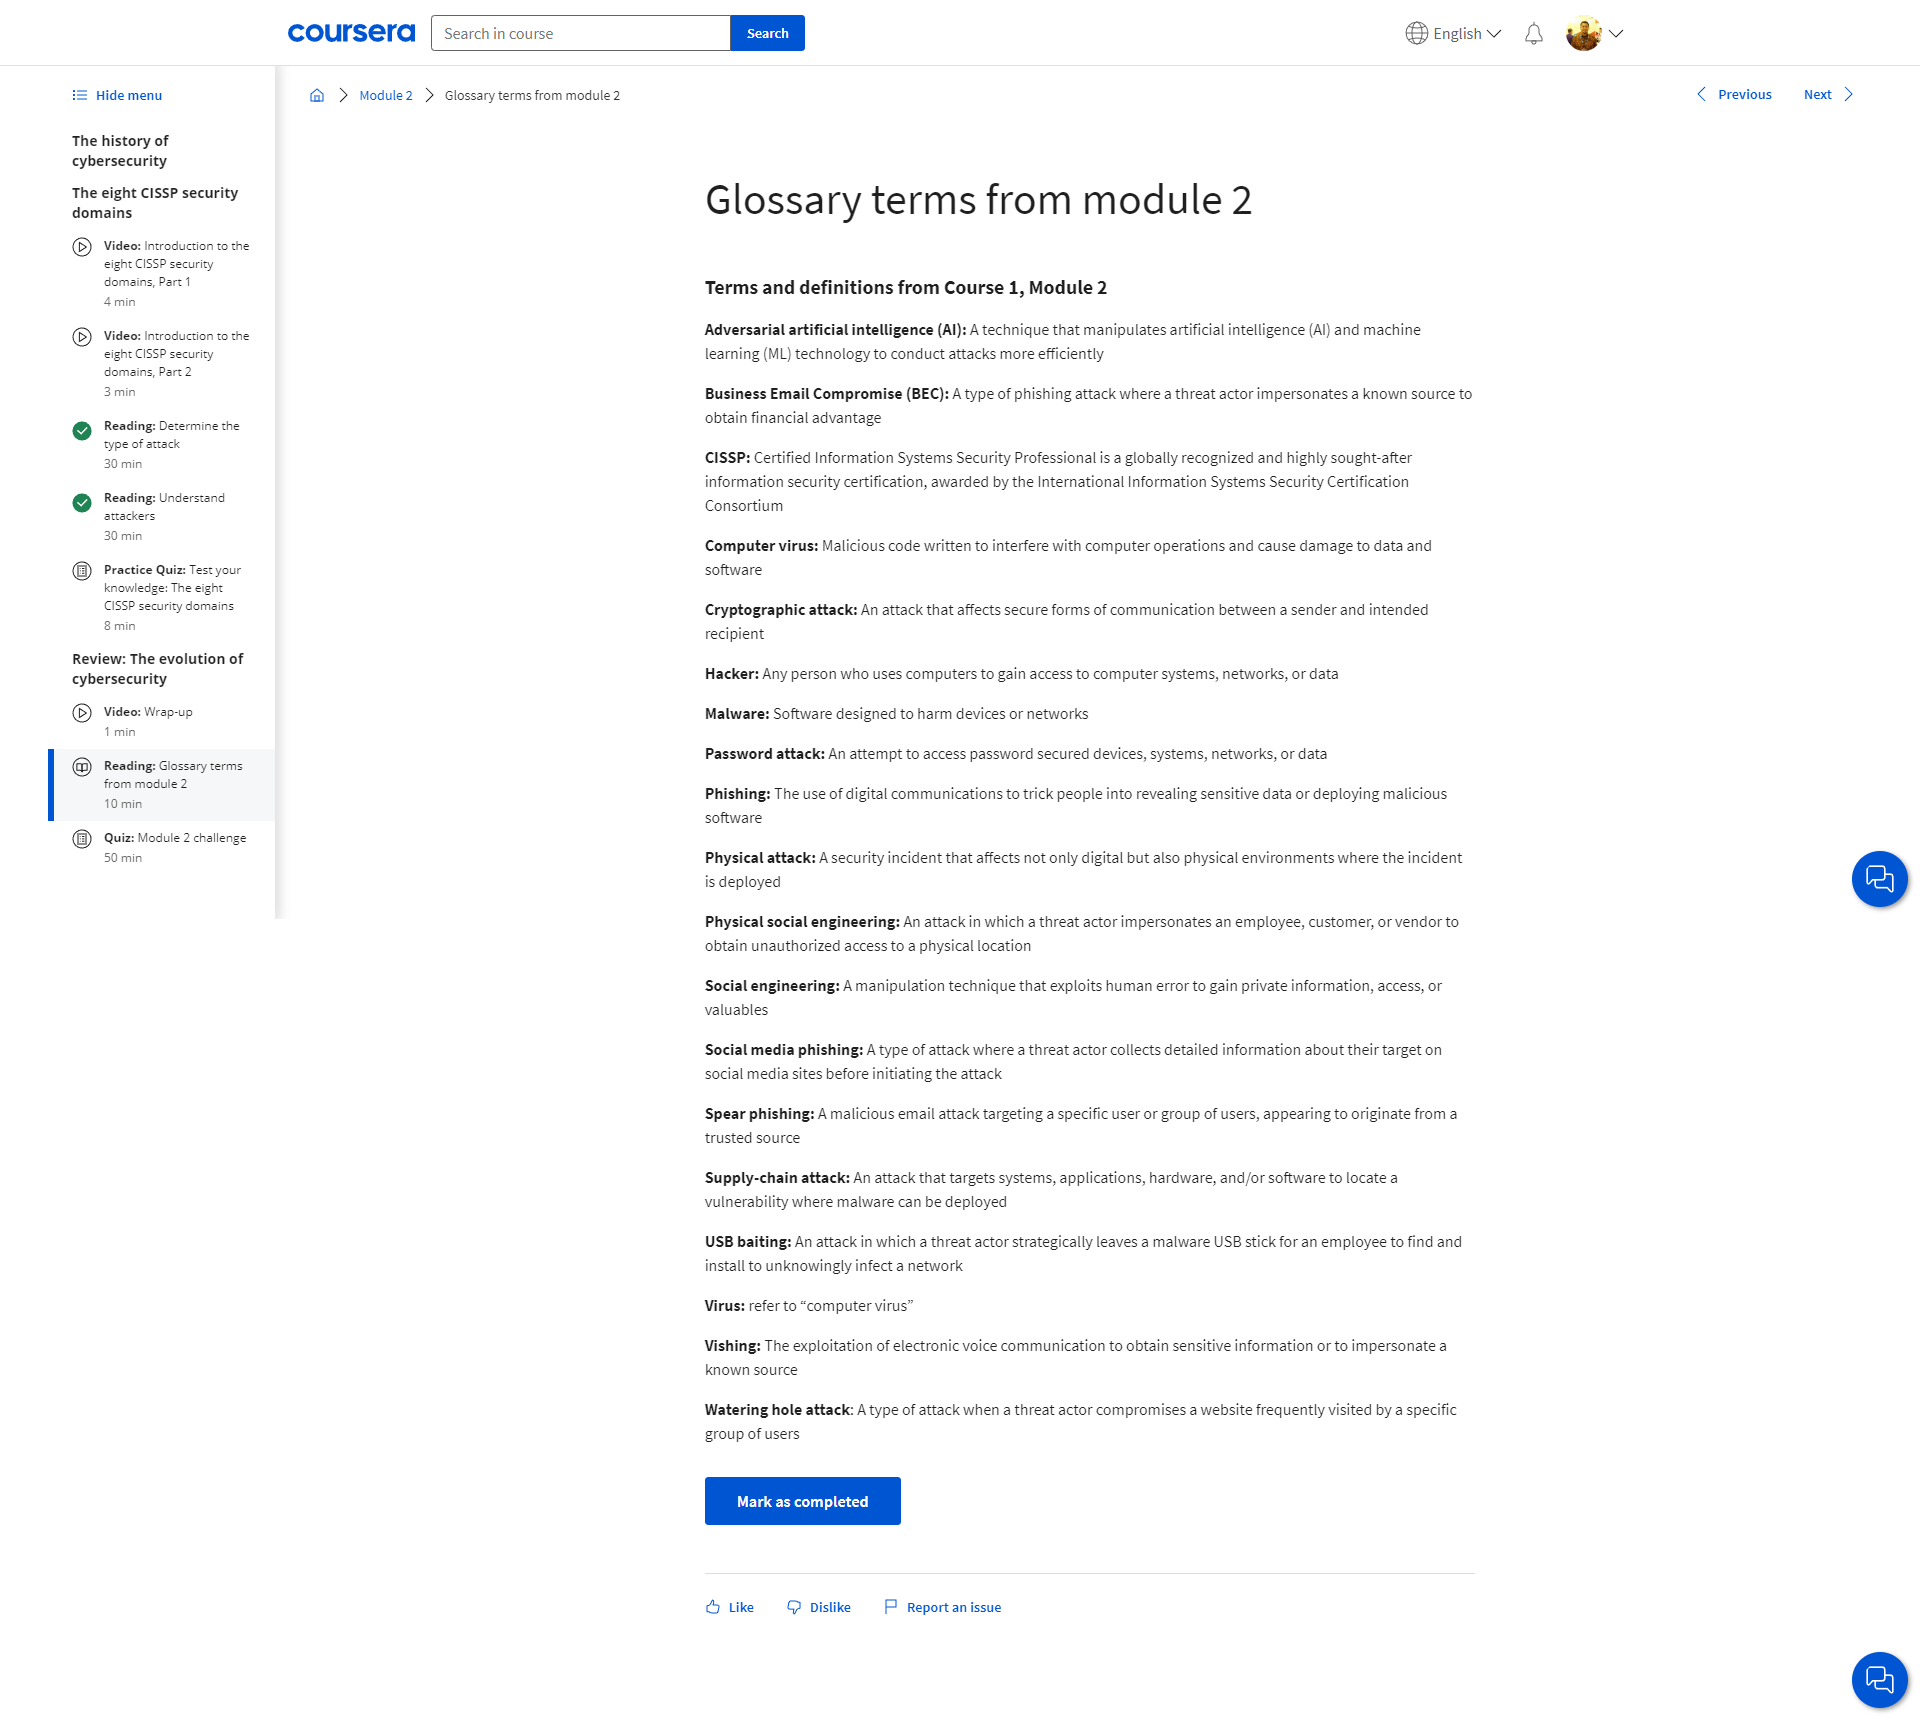 coursera
Search in course
Search
English
Hide menu
Module 2
Glossary terms from module 2
Previous
Next
The history of
cybersecurity
The eight CISSP security
domains
Video: Introduction to the
eight CISSP security
domains, Part 1
4 min
Video: Introduction to the
eight CISSP security
domains, Part 2
3 min
Reading: Determine the
type of attack
30 min
Reading: Understand
attackers
30 min
Practice Quiz: Test your
knowledge: The eight
CISSP security domains
8 min
Review: The evolution of
cybersecurity
Video: Wrap-up
1 min
Reading: Glossary terms
from module 2
10 min
Quiz: Module 2 challenge
50 min
Glossary terms from module 2
Terms and definitions from Course 1, Module 2
Adversarial artificial intelligence (AI): A technique that manipulates artificial intelligence (AI) and machine
learning (ML) technology to conduct attacks more efficiently
Business Email Compromise (BEC): A type of phishing attack where a threat actor impersonates a known source to
obtain financial advantage
CISSP: Certified Information Systems Security Professional is a globally recognized and highly sought-after
information security certification, awarded by the International Information Systems Security Certification
Consortium
Computer virus: Malicious code written to interfere with computer operations and cause damage to data and
software
Cryptographic attack: An attack that affects secure forms of communication between a sender and intended
recipient
Hacker: Any person who uses computers to gain access to computer systems, networks, or data
Malware: Software designed to harm devices or networks
Password attack: An attempt to access password secured devices, systems, networks, or data
Phishing: The use of digital communications to trick people into revealing sensitive data or deploying malicious
software
Physical attack: A security incident that affects not only digital but also physical environments where the incident
is deployed
Physical social engineering: An attack in which a threat actor impersonates an employee, customer, or vendor to
obtain unauthorized access to a physical location
Social engineering: A manipulation technique that exploits human error to gain private information, access, or
valuables
Social media phishing: A type of attack where a threat actor collects detailed information about their target on
social media sites before initiating the attack
Spear phishing: A malicious email attack targeting a specific user or group of users, appearing to originate from a
trusted source
Supply-chain attack: An attack that targets systems, applications, hardware, and/or software to locate a
vulnerability where malware can be deployed
USB baiting: An attack in which a threat actor strategically leaves a malware USB stick for an employee to find and
install to unknowingly infect a network
Virus: refer to “computer virus”
Vishing: The exploitation of electronic voice communication to obtain sensitive information or to impersonate a
known source
Watering hole attack: A type of attack when a threat actor compromises a website frequently visited by a specific
group of users
Mark as completed
Like
Dislike
Report an issue